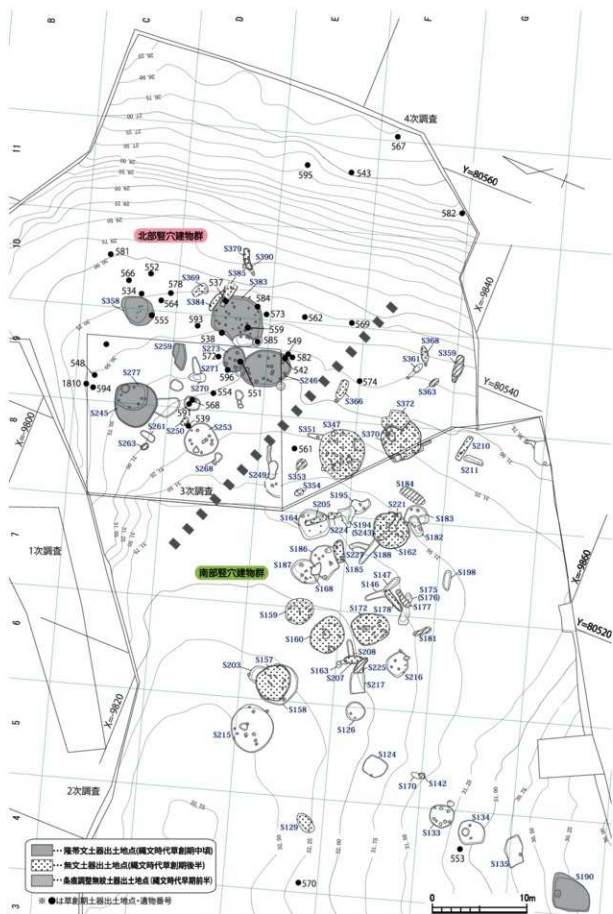 B
C
D
E
F
G
11
4次調査
567
595
543
582
Y=80560
10
北部竪穴建物群
581
S379
S390
552
566
578
537
S369
S385
S383
X=-9840
534
564
S384
584
S358
573
562
555
593
559
569
9
538
585
S368
S259
S273
549
S361
S359
572
582
548
S271
542
S363
Y=80540
S277
S270
596
S246
574
1810
594
554
551
S366
S372
568
X=-9800
S245
591
539
S261
S250
S253
S351
S347
S370
8
S263
561
S210
S268
S353
S211
S249
S354
S184
3次調査
S195
S205
S221
S164
S183
7
S194
(S243)
S224
S182
1次調査
S186
S227
S188
S162
X=-9860
南部竪穴建物群
S187
S185
S147
S198
S168
S146
S175
(S176)
S159
S172
S178
S177
Y=80520
6
S160
S181
S208
S163
S203
S157
S207
S225
S216
X=-9820
S217
S158
S126
5
S215
S124
2次調査
S170
S142
4
S129
S133
S134
553
S135
隆帯文土器出土地点(縄文時代草創期中頃)
無文土器出土地点(縄文時代草創期後半)
条痕調整無紋土器出土地点(縄文時代早期前半)
S190
3
570
※●は草創期土器出土地点・遺物番号
0
10m